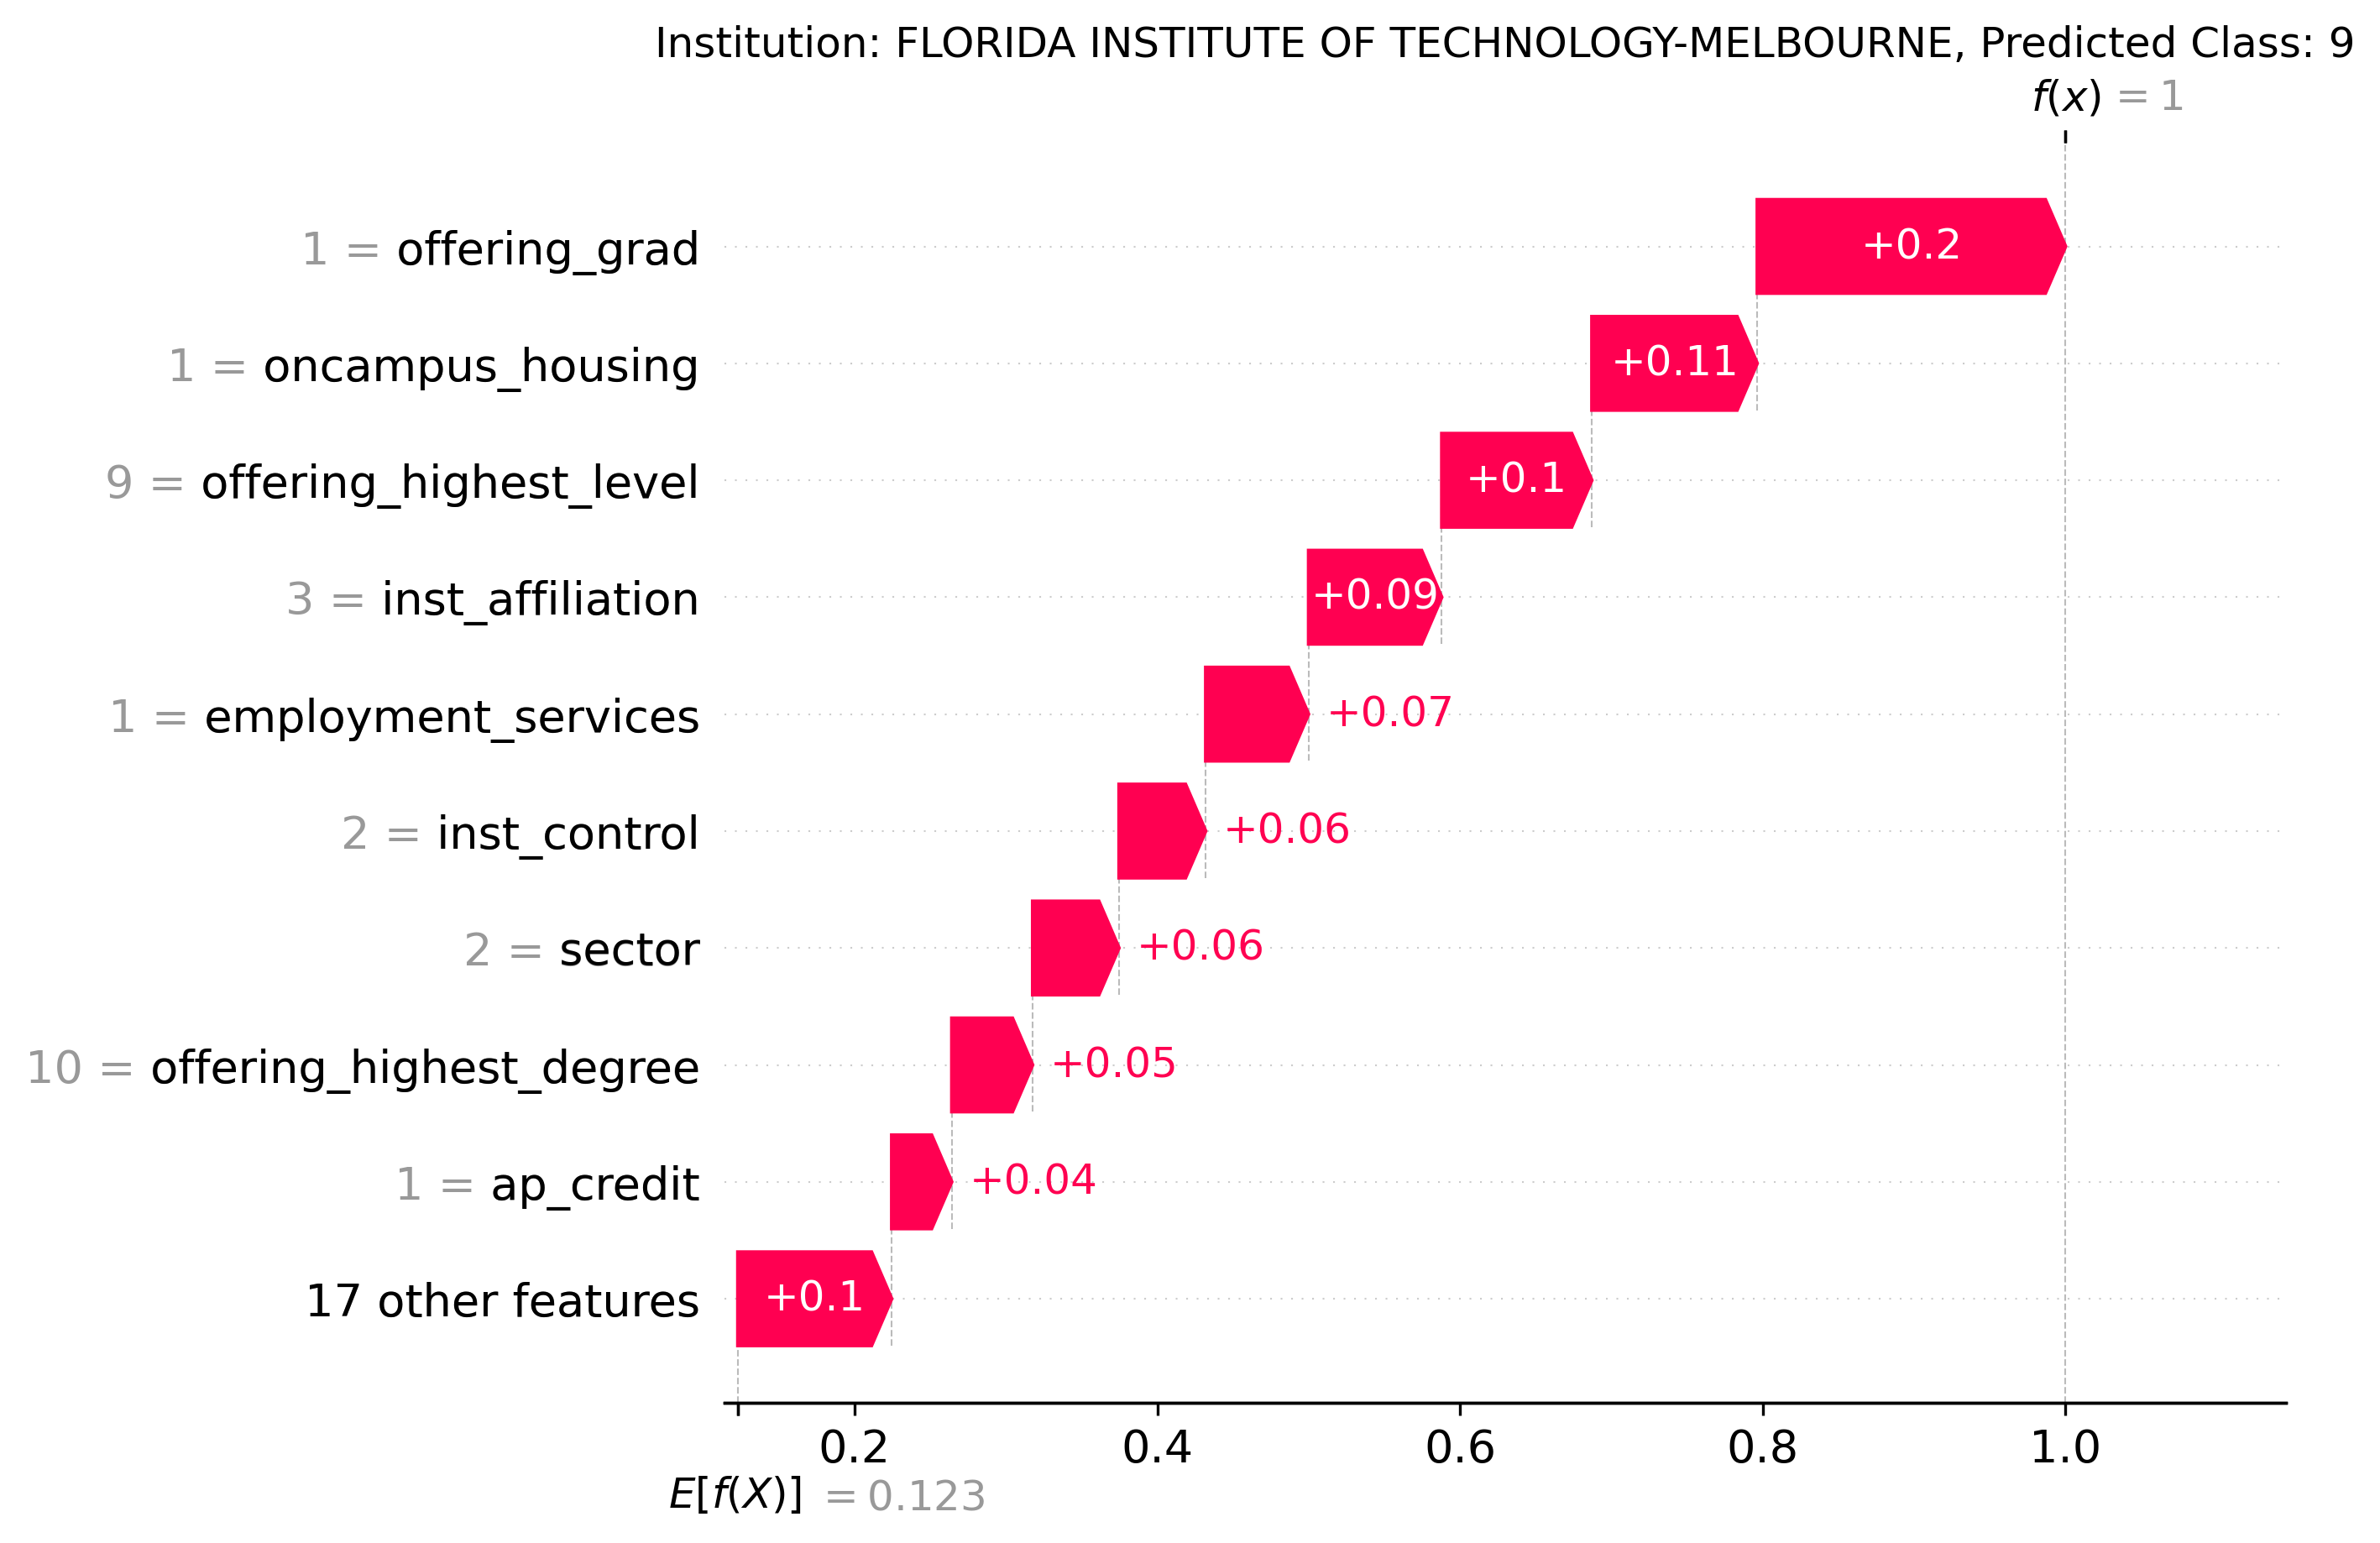 Institution: FLORIDA INSTITUTE OF TECHNOLOGY-MELBOURNE, Predicted Class: 9
f(x) = 1
1 = offering_grad +0.2
1 = oncampus_housing +0.11
9 = offering_highest_level +0.1
3 = inst_affiliation +0.09
1 = employment_services +0.07
2 = inst_control +0.06
2 = sector +0.06
10 = offering_highest_degree +0.05
1 = ap_credit +0.04
17 other features +0.1
0.2 0.4 0.6 0.8 1.0
E[f(X)] = 0.123